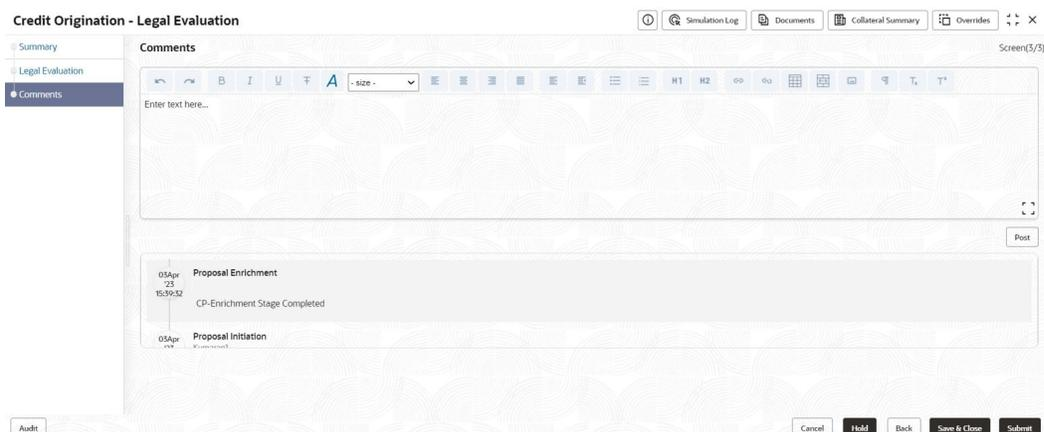 Credit Origination - Legal Evaluation
Simulation Log
Documents
Collateral Summary
Overrides
Summary
Legal Evaluation
Comments
Comments
Screen(3/3)
B I U T A - size - H1 H2
Enter text here...
Post
03Apr
'23
15:39:32
Proposal Enrichment
CP-Enrichment Stage Completed
03Apr
'23
Proposal Initiation
Kumaran1
Audit
Cancel
Hold
Back
Save & Close
Submit